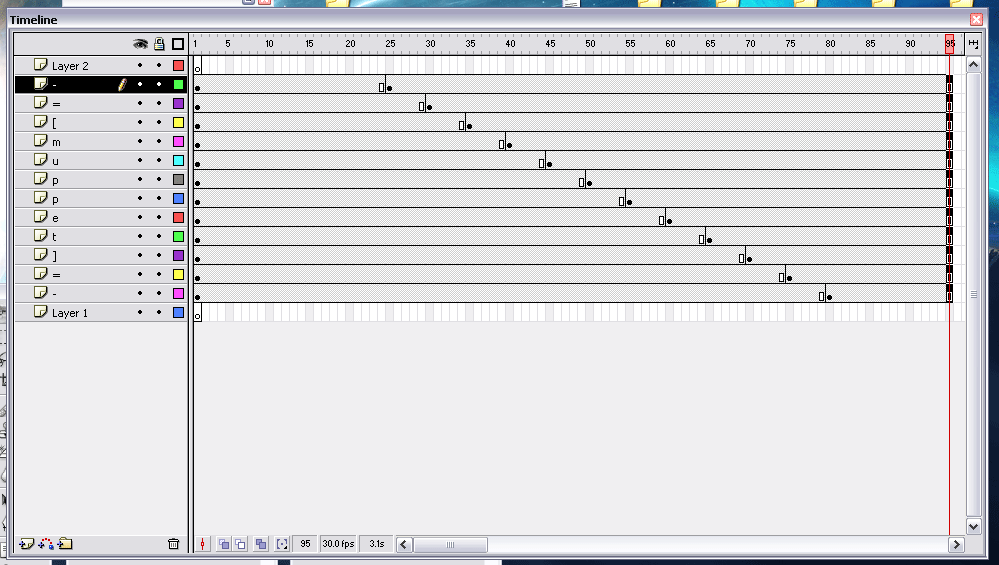 Timeline
1 5 10 15 20 25 30 35 40 45 50 55 60 65 70 75 80 85 90 95
Layer 2
-
=
[
m
u
p
p
e
t
]
=
-
Layer 1
95 30.0 fps 3.1s